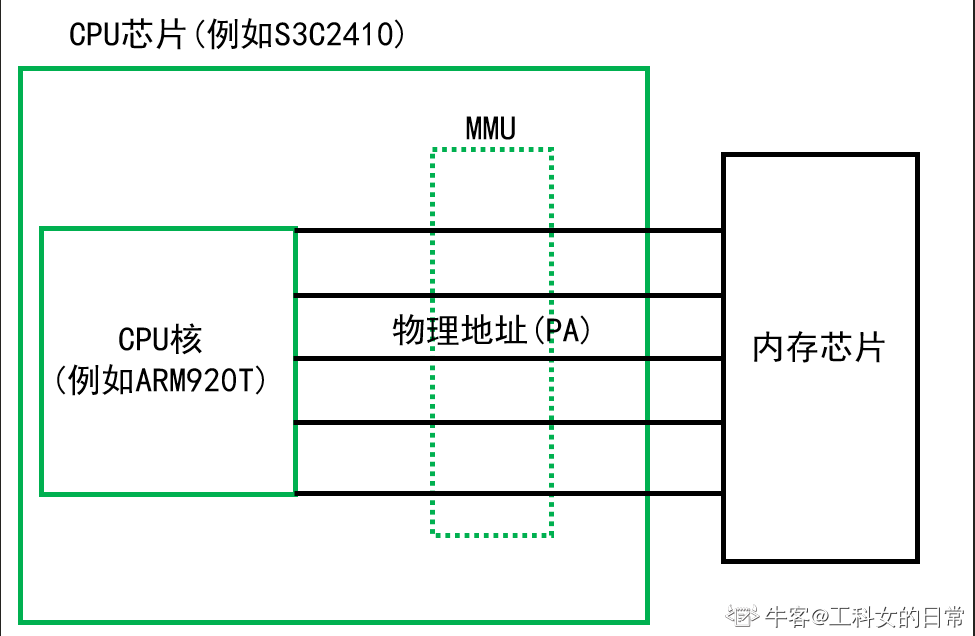 CPU芯片(例如S3C2410)
MMU
CPU核
(例如ARM920T)
物理地址(PA)
内存芯片
牛客@工科女的日常